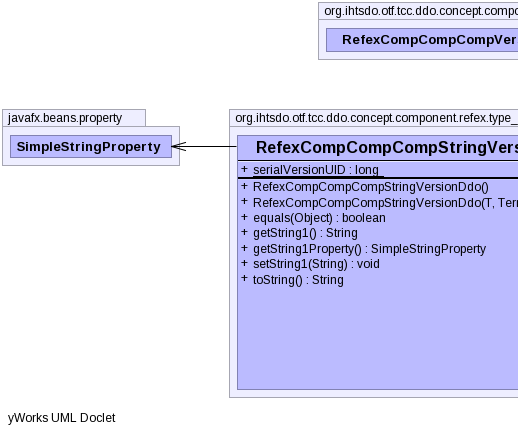 org.ihtsdo.otf.tcc.ddo.concept.compo
RefexCompCompCompVer
javafx.beans.property
SimpleStringProperty
org.ihtsdo.otf.tcc.ddo.concept.component.refex.type_
RefexCompCompCompStringVers
+ serialVersionUID : long
+ RefexCompCompCompStringVersionDdo()
+ RefexCompCompCompStringVersionDdo(T, Tern
+ equals(Object) : boolean
+ getString1() : String
+ getString1Property() : SimpleStringProperty
+ setString1(String) : void
+ toString() : String
yWorks UML Doclet